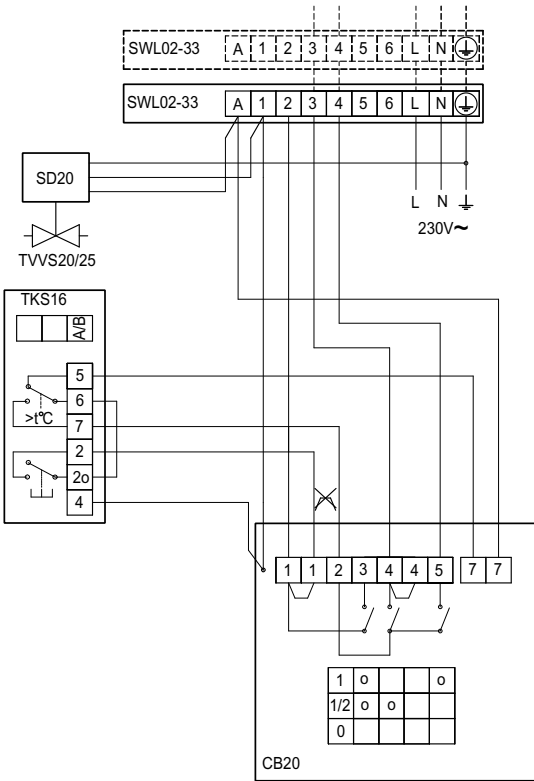 SWL02-33 A 1 2 3 4 5 6 L N
SWL02-33 A 1 2 3 4 5 6 L N
SD20
L N
230V~
TVVS20/25
TKS16
A/B
5
6
>t°C
7
2
2o
4
1 1 2 3 4 4 5 7 7
1 o o
1/2 o o
0
CB20